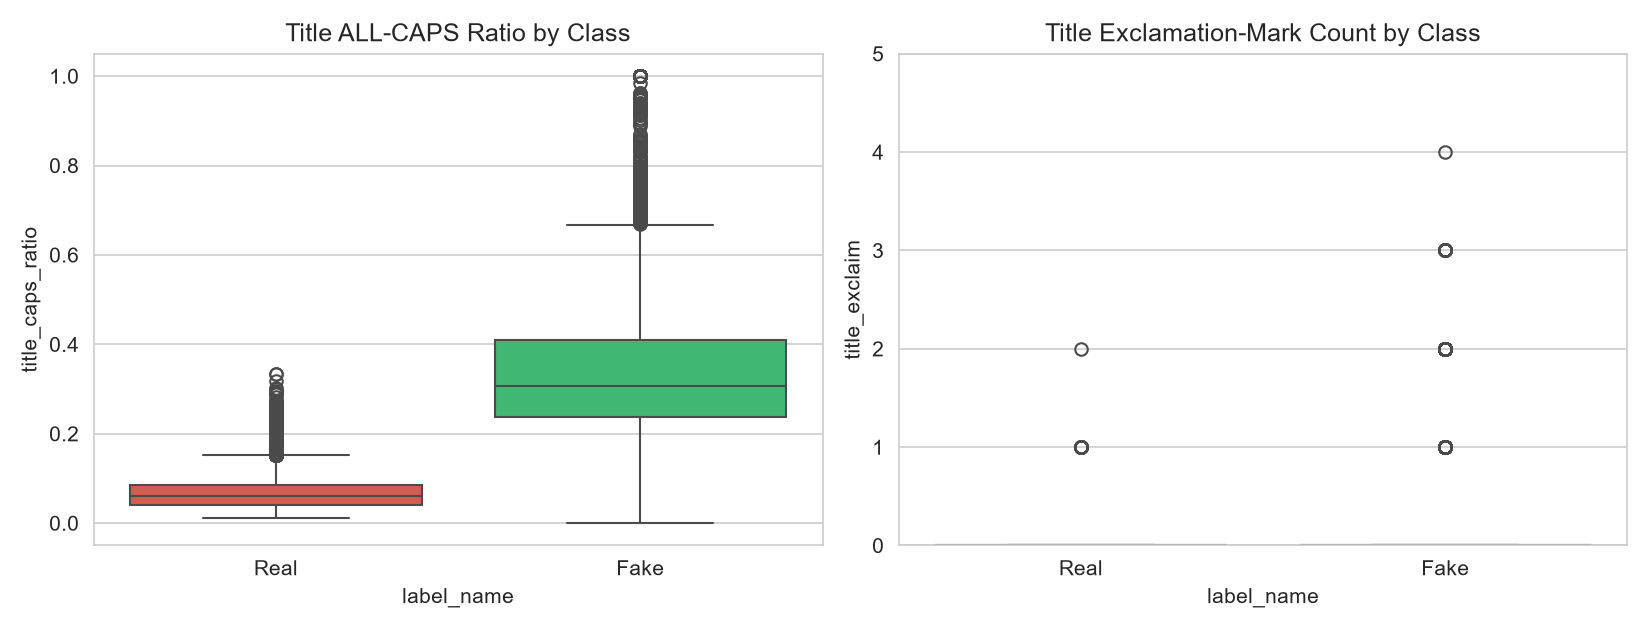 Title ALL-CAPS Ratio by Class
title_caps_ratio
1.0
0.8
0.6
0.4
0.2
0.0
Real
Fake
label_name
Title Exclamation-Mark Count by Class
title_exclaim
5
4
3
2
1
0
Real
Fake
label_name